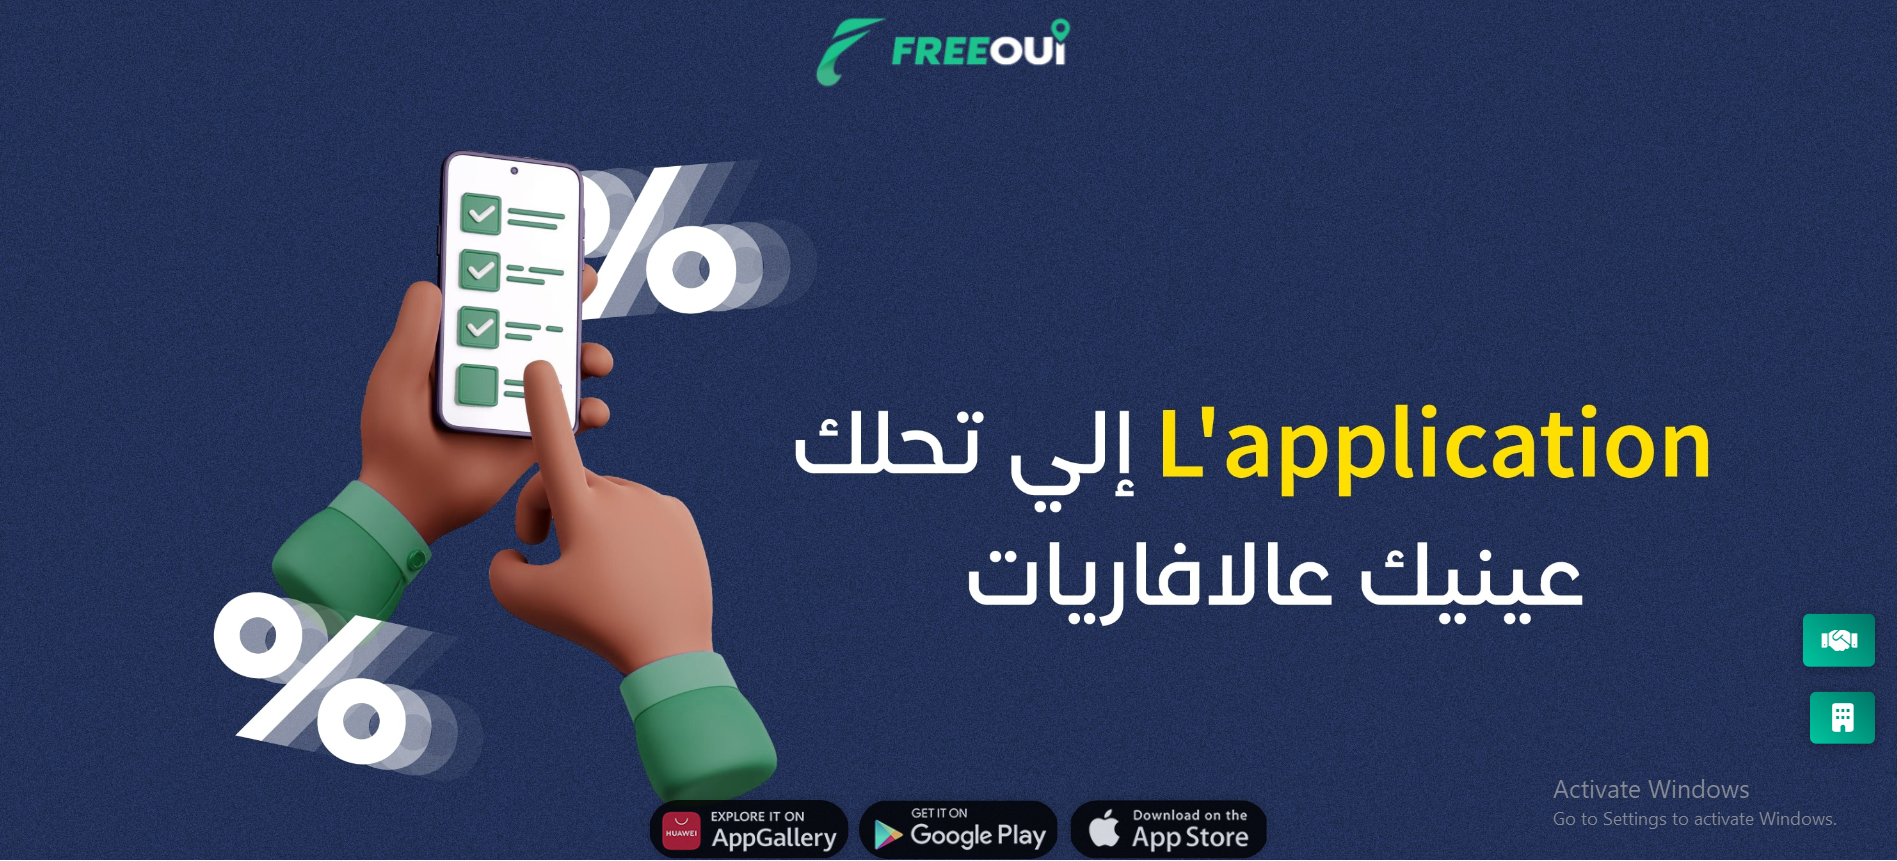 FREEOUI
%
L'application إلي تحلك
عينيك عالافاريات
%
EXPLORE IT ON
HUAWEI
AppGallery
GET IT ON
Google Play
Download on the
App Store
Activate Windows
Go to Settings to activate Windows.